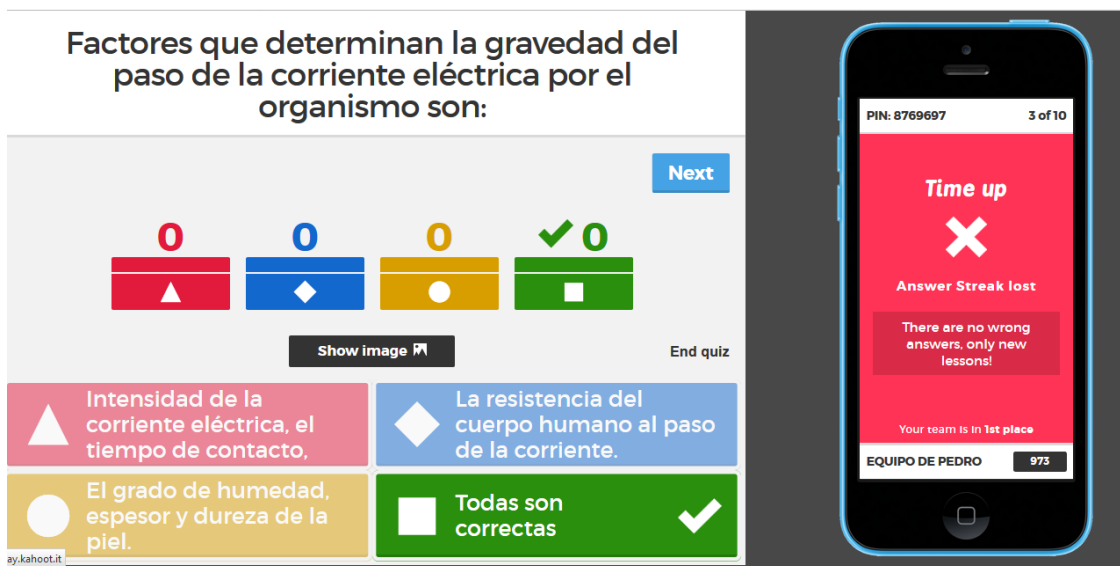 Factores que determinan la gravedad del
paso de la corriente eléctrica por el
organismo son:
Next
0
0
0
0
Show image
End quiz
Intensidad de la
corriente eléctrica, el
tiempo de contacto,
La resistencia del
cuerpo humano al paso
de la corriente.
El grado de humedad,
espesor y dureza de la
piel.
Todas son
correctas
ay.kahoot.it
PIN: 8769697
3 of 10
Time up
Answer Streak lost
There are no wrong
answers, only new
lessons!
Your team is in 1st place
EQUIPO DE PEDRO
973